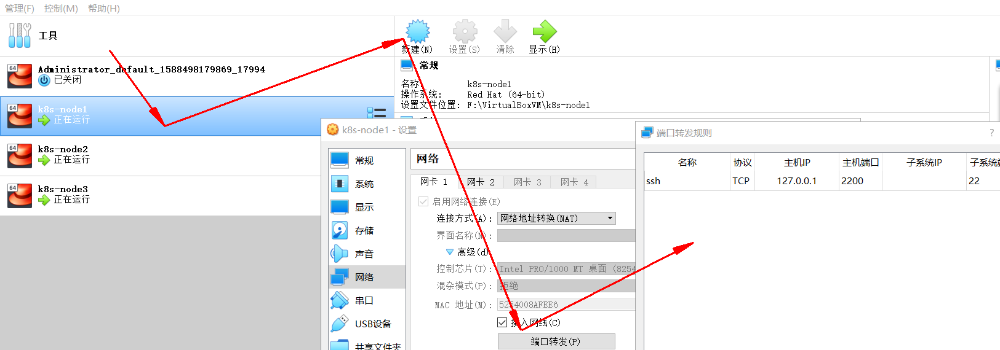 管理(F) 控制(M) 帮助(H)
工具
新建(N) 设置(S) 清除 显示(H)
Administrator_default_1588498179869_17994
已关闭
k8s-node1
正在运行
k8s-node2
正在运行
k8s-node3
正在运行
常规
名称: k8s-node1
操作系统: Red Hat (64-bit)
设置文件位置: F:\VirtualBoxVM\k8s-node1
k8s-node1 - 设置
常规
系统
显示
存储
声音
网络
串口
USB设备
共享文件夹
网络
网卡 1 网卡 2 网卡 3 网卡 4
启用网络连接(E)
连接方式(A): 网络地址转换(NAT)
界面名称(N):
高级(d)
控制芯片(T): Intel PRO/1000 MT 桌面 (8254
混杂模式(P): 拒绝
MAC 地址(M): 5254008AFEE6
接入网线(C)
端口转发(P)
端口转发规则 ?
名称 协议 主机IP 主机端口 子系统IP 子系统端
ssh TCP 127.0.0.1 2200 22